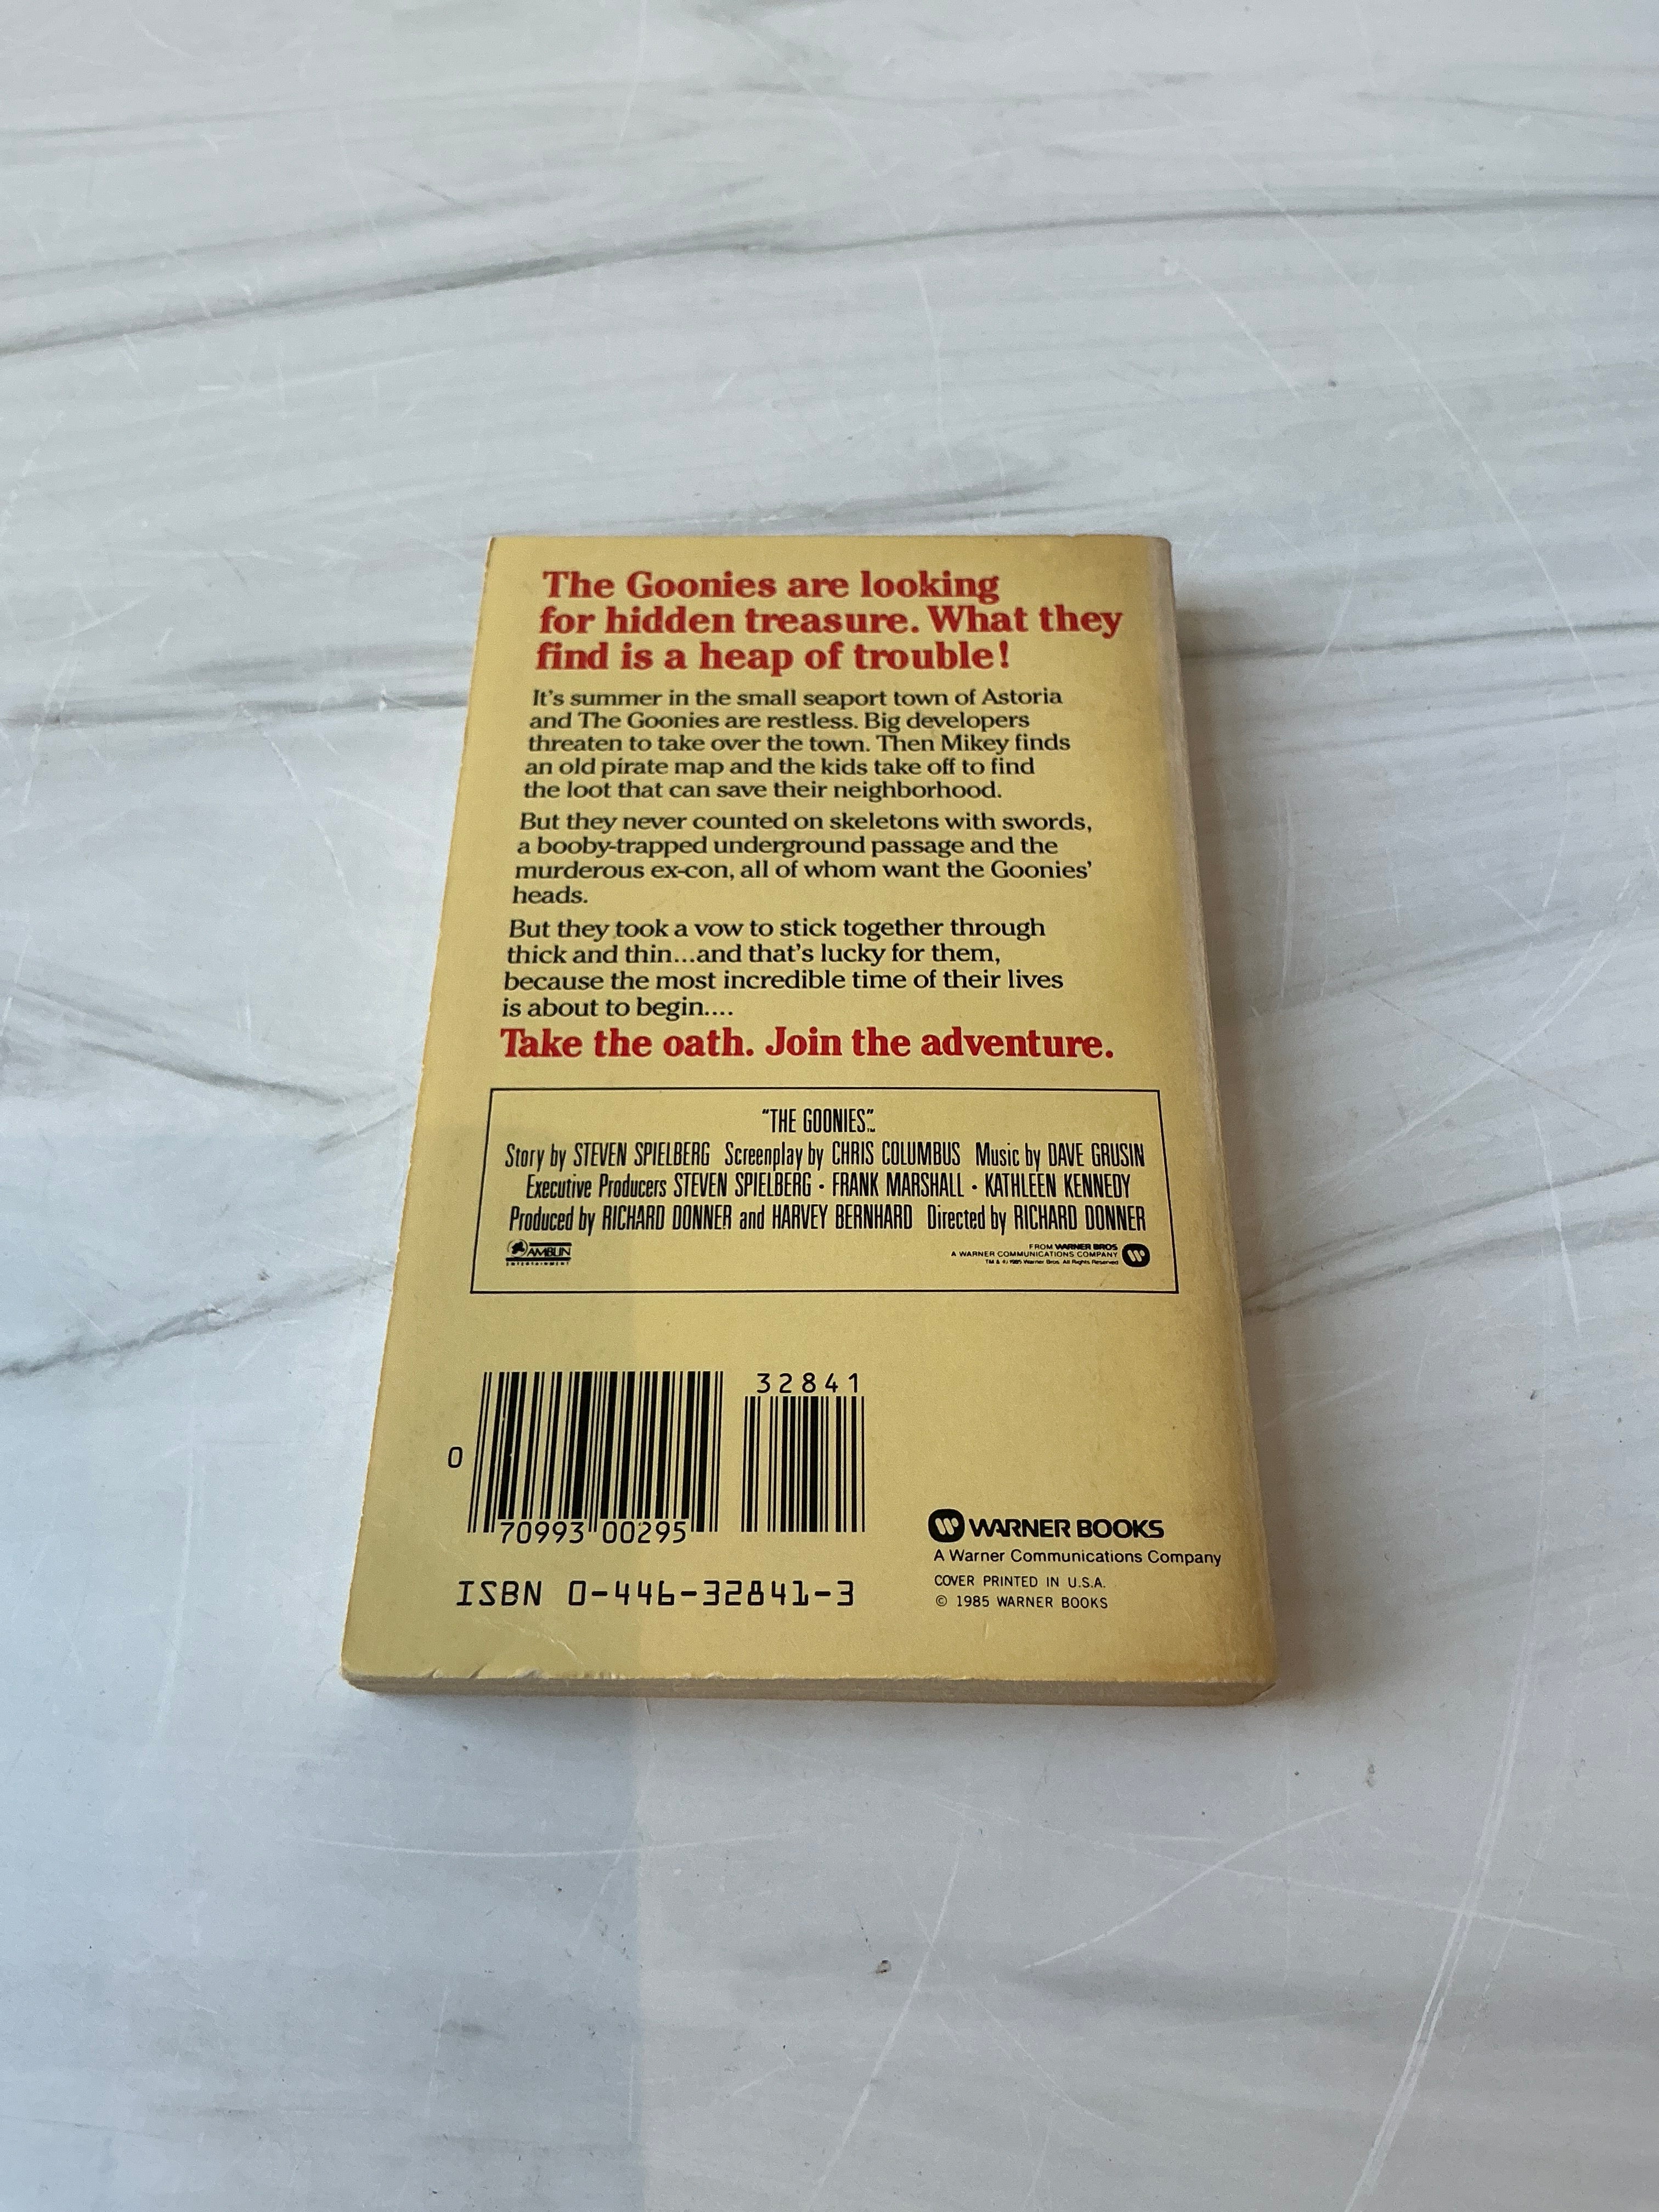 The Goonies are looking
for hidden treasure. What they
find is a heap of trouble!
It's summer in the small seaport town of Astoria
and The Goonies are restless. Big developers
threaten to take over the town. Then Mikey finds
an old pirate map and the kids take off to find
the loot that can save their neighborhood.
But they never counted on skeletons with swords,
a booby-trapped underground passage and the
murderous ex-con, all of whom want the Goonies'
heads.
But they took a vow to stick together through
thick and thin...and that's lucky for them,
because the most incredible time of their lives
is about to begin....
Take the oath. Join the adventure.
"THE GOONIES"™
Story by STEVEN SPIELBERG Screenplay by CHRIS COLUMBUS Music by DAVE GRUSIN
Executive Producers STEVEN SPIELBERG · FRANK MARSHALL · KATHLEEN KENNEDY
Produced by RICHARD DONNER and HARVEY BERNHARD Directed by RICHARD DONNER
AMBLIN
ENTERTAINMENT
FROM WARNER BROS
A WARNER COMMUNICATIONS COMPANY
TM & © 1985 Warner Bros. All Rights Reserved
32841
0
70993 00295
ISBN 0-446-32841-3
WARNER BOOKS
A Warner Communications Company
COVER PRINTED IN U.S.A.
© 1985 WARNER BOOKS